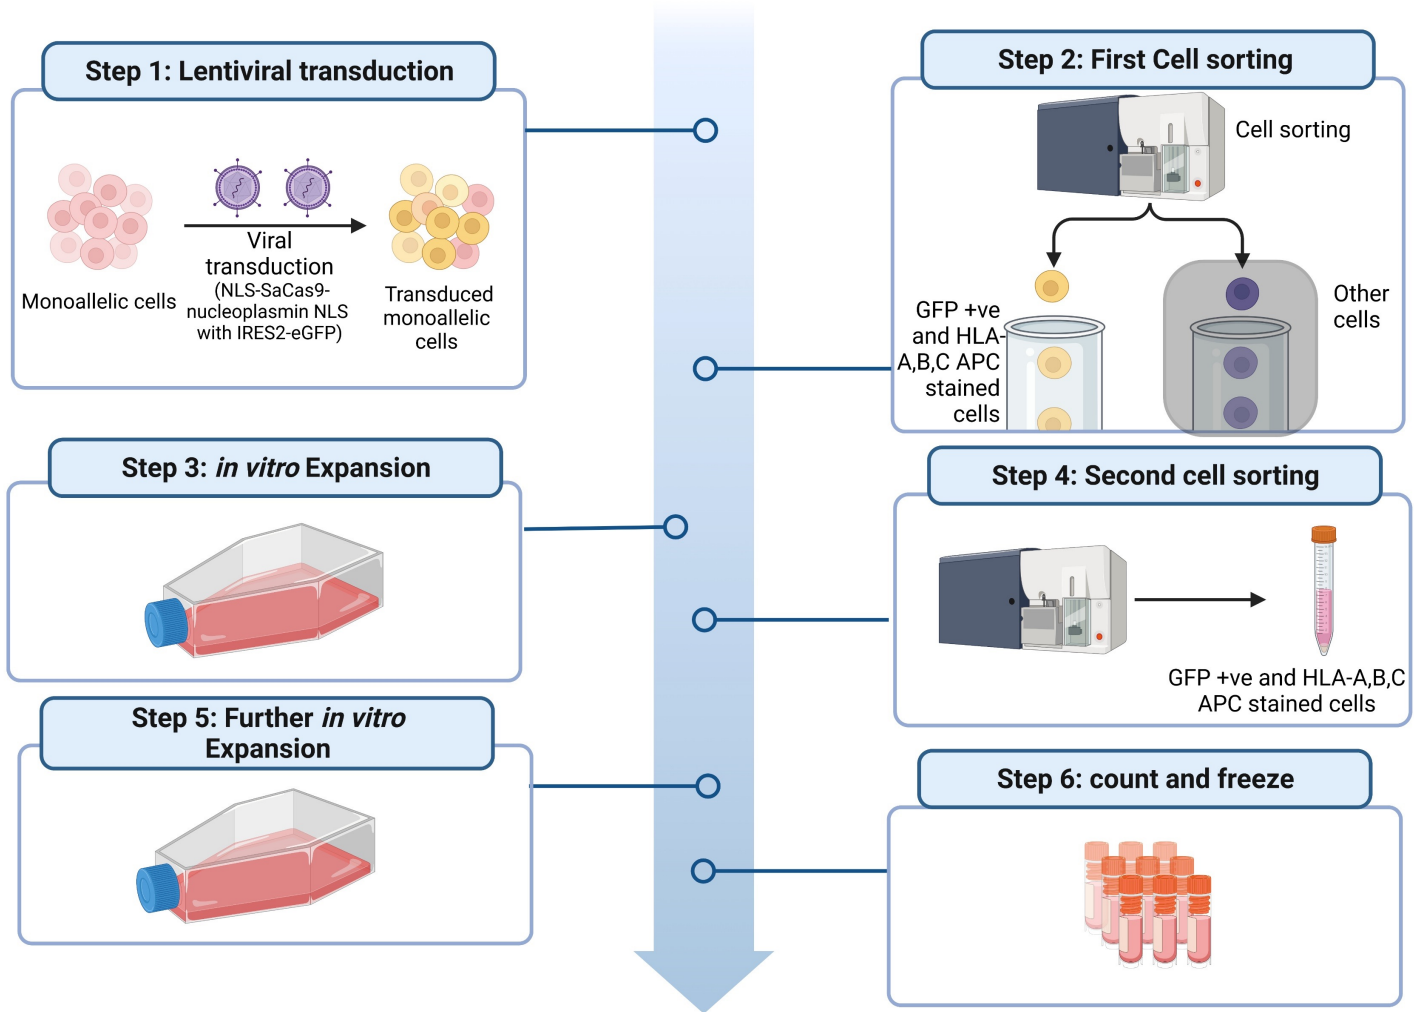 Step 1: Lentiviral transduction
Monoallelic cells
Viral
transduction
(NLS-SaCas9-
nucleoplasmin NLS
with IRES2-eGFP)
Transduced
monoallelic
cells
Step 2: First Cell sorting
Cell sorting
GFP +ve
and HLA-
A,B,C APC
stained
cells
Other
cells
Step 3: in vitro Expansion
Step 4: Second cell sorting
GFP +ve and HLA-A,B,C
APC stained cells
Step 5: Further in vitro
Expansion
Step 6: count and freeze